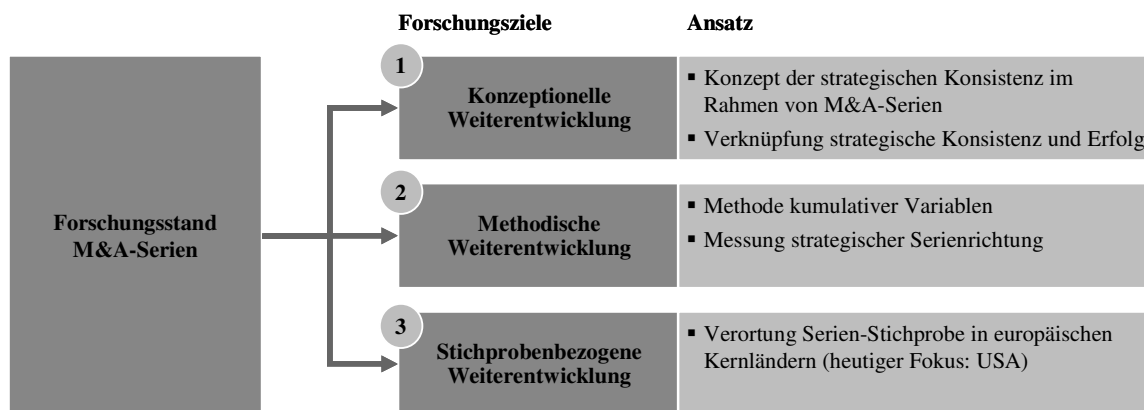 Forschungsziele
Ansatz
Forschungsstand
M&A-Serien
1
Konzeptionelle
Weiterentwicklung
▪ Konzept der strategischen Konsistenz im
Rahmen von M&A-Serien
▪ Verknüpfung strategische Konsistenz und Erfolg
2
Methodische
Weiterentwicklung
▪ Methode kumulativer Variablen
▪ Messung strategischer Serienrichtung
3
Stichprobenbezogene
Weiterentwicklung
▪ Verortung Serien-Stichprobe in europäischen
Kernländern (heutiger Fokus: USA)